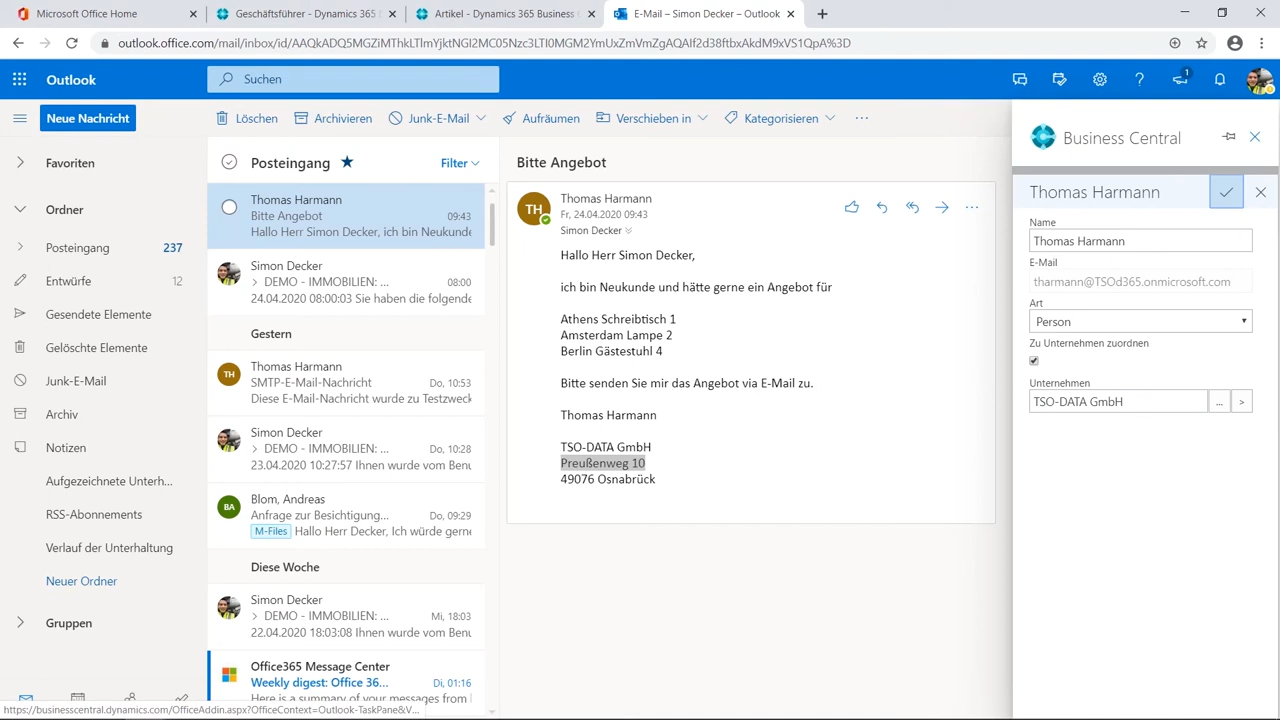 Microsoft Office Home
Geschäftsführer - Dynamics 365 B
Artikel - Dynamics 365 Business C
E-Mail – Simon Decker – Outlook
outlook.office.com/mail/inbox/id/AAQkADQ5MGZiMThkLTlmYjktNGI2MC05Nzc3LTI0MGM2YmUxZmVmZgAQAIf2d38ftbxAkdM9xVS1QpA%3D
Outlook
Suchen
1
Neue Nachricht
Löschen
Archivieren
Junk-E-Mail
Aufräumen
Verschieben in
Kategorisieren
...
Favoriten
Ordner
Posteingang 237
Entwürfe 12
Gesendete Elemente
Gelöschte Elemente
Junk-E-Mail
Archiv
Notizen
Aufgezeichnete Unterh...
RSS-Abonnements
Verlauf der Unterhaltung
Neuer Ordner
Gruppen
Posteingang
Filter
Thomas Harmann
Bitte Angebot 09:43
Hallo Herr Simon Decker, ich bin Neukunde
Simon Decker
> DEMO - IMMOBILIEN: ... 08:00
24.04.2020 08:00:03 Sie haben die folgende
Gestern
TH
Thomas Harmann
SMTP-E-Mail-Nachricht Do, 10:53
Diese E-Mail-Nachricht wurde zu Testzweck
Simon Decker
> DEMO - IMMOBILIEN: ... Do, 10:28
23.04.2020 10:27:57 Ihnen wurde vom Benu
BA
Blom, Andreas
Anfrage zur Besichtigung... Do, 09:29
M-Files Hallo Herr Decker, Ich würde gerne
Diese Woche
Simon Decker
> DEMO - IMMOBILIEN: ... Mi, 18:03
22.04.2020 18:03:08 Ihnen wurde vom Benu
Office365 Message Center
Weekly digest: Office 36... Di, 01:16
Here is a summary of your messages from
Bitte Angebot
TH
Thomas Harmann
Fr, 24.04.2020 09:43
Simon Decker
...
Hallo Herr Simon Decker,
ich bin Neukunde und hätte gerne ein Angebot für
Athens Schreibtisch 1
Amsterdam Lampe 2
Berlin Gästestuhl 4
Bitte senden Sie mir das Angebot via E-Mail zu.
Thomas Harmann
TSO-DATA GmbH
Preußenweg 10
49076 Osnabrück
Business Central
Thomas Harmann
Name
Thomas Harmann
E-Mail
tharmann@TSOd365.onmicrosoft.com
Art
Person
Zu Unternehmen zuordnen
Unternehmen
TSO-DATA GmbH
... >
https://businesscentral.dynamics.com/OfficeAddin.aspx?OfficeContext=Outlook-TaskPane&V...